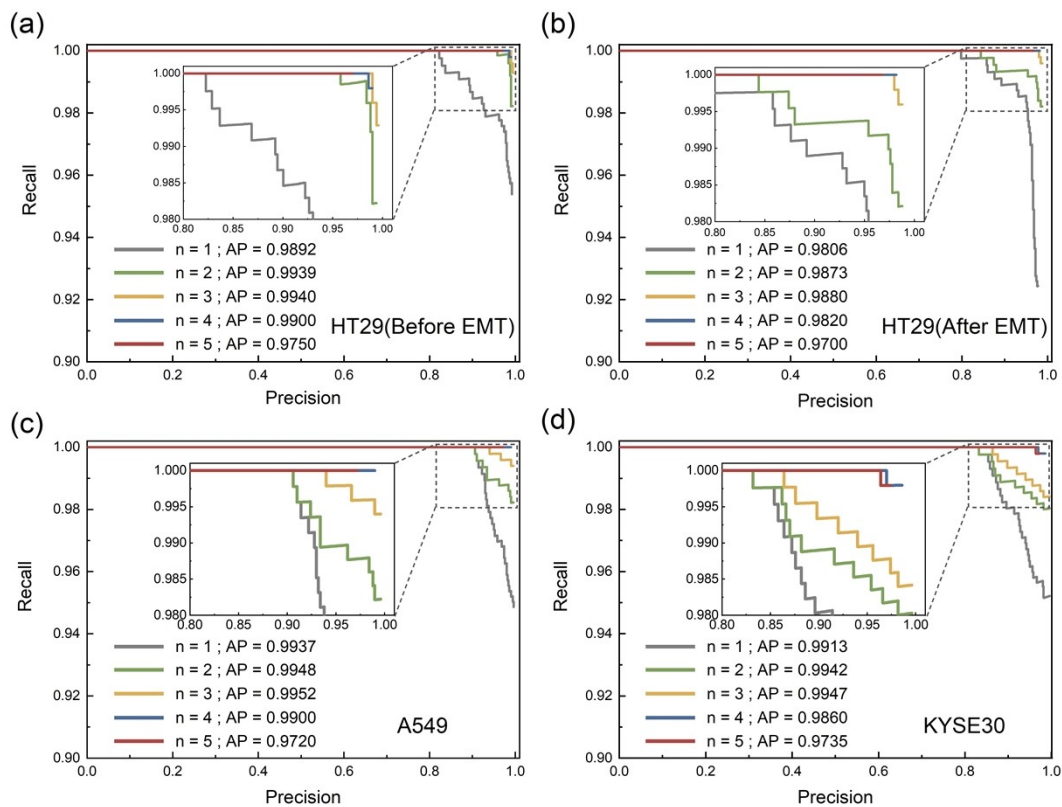 (a)
1.00
0.98
0.96
0.94
0.92
0.90
Recall
1.000
0.995
0.990
0.985
0.980
0.80 0.85 0.90 0.95 1.00
n = 1 ; AP = 0.9892
n = 2 ; AP = 0.9939
n = 3 ; AP = 0.9940
n = 4 ; AP = 0.9900
n = 5 ; AP = 0.9750
HT29(Before EMT)
0.0 0.2 0.4 0.6 0.8 1.0
Precision
(b)
1.00
0.98
0.96
0.94
0.92
0.90
Recall
1.000
0.995
0.990
0.985
0.980
0.80 0.85 0.90 0.95 1.00
n = 1 ; AP = 0.9806
n = 2 ; AP = 0.9873
n = 3 ; AP = 0.9880
n = 4 ; AP = 0.9820
n = 5 ; AP = 0.9700
HT29(After EMT)
0.0 0.2 0.4 0.6 0.8 1.0
Precision
(c)
1.00
0.98
0.96
0.94
0.92
0.90
Recall
1.000
0.995
0.990
0.985
0.980
0.80 0.85 0.90 0.95 1.00
n = 1 ; AP = 0.9937
n = 2 ; AP = 0.9948
n = 3 ; AP = 0.9952
n = 4 ; AP = 0.9900
n = 5 ; AP = 0.9720
A549
0.0 0.2 0.4 0.6 0.8 1.0
Precision
(d)
1.00
0.98
0.96
0.94
0.92
0.90
Recall
1.000
0.995
0.990
0.985
0.980
0.80 0.85 0.90 0.95 1.00
n = 1 ; AP = 0.9913
n = 2 ; AP = 0.9942
n = 3 ; AP = 0.9947
n = 4 ; AP = 0.9860
n = 5 ; AP = 0.9735
KYSE30
0.0 0.2 0.4 0.6 0.8 1.0
Precision